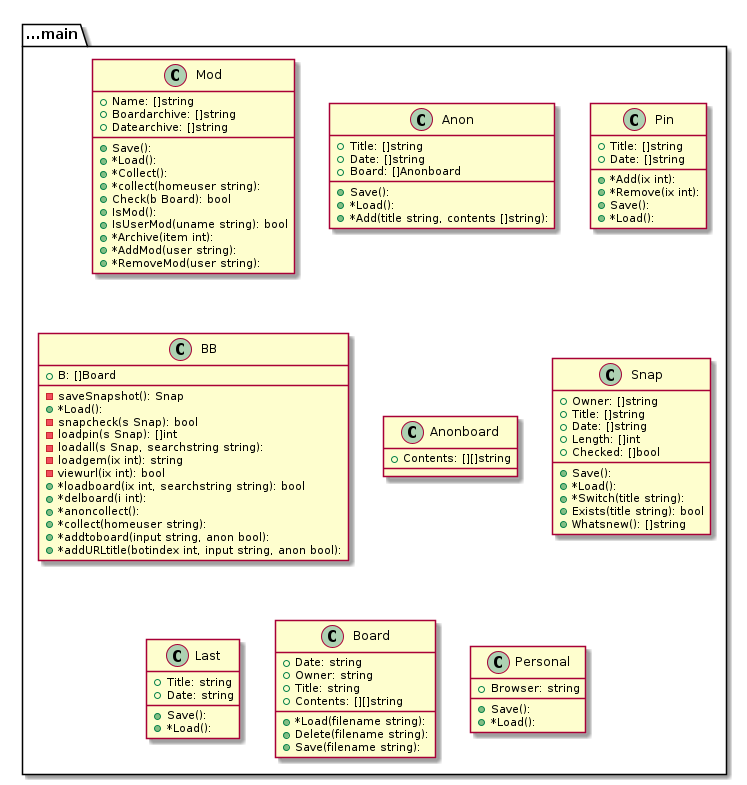 ...main
C Mod
Name: []string
Boardarchive: []string
Datearchive: []string
Save():
*Load():
*Collect():
*collect(homeuser string):
Check(b Board): bool
IsMod():
IsUserMod(uname string): bool
*Archive(item int):
*AddMod(user string):
*RemoveMod(user string):
C Anon
Title: []string
Date: []string
Board: []Anonboard
Save():
*Load():
*Add(title string, contents []string):
C Pin
Title: []string
Date: []string
*Add(ix int):
*Remove(ix int):
Save():
*Load():
C BB
B: []Board
saveSnapshot(): Snap
*Load():
snapcheck(s Snap): bool
loadpin(s Snap): []int
loadall(s Snap, searchstring string):
loadgem(ix int): string
viewurl(ix int): bool
*loadboard(ix int, searchstring string): bool
*delboard(i int):
*anoncollect():
*collect(homeuser string):
*addtoboard(input string, anon bool):
*addURLtitle(botindex int, input string, anon bool):
C Anonboard
Contents: [][]string
C Snap
Owner: []string
Title: []string
Date: []string
Length: []int
Checked: []bool
Save():
*Load():
*Switch(title string):
Exists(title string): bool
Whatsnew(): []string
C Last
Title: string
Date: string
Save():
*Load():
C Board
Date: string
Owner: string
Title: string
Contents: [][]string
*Load(filename string):
Delete(filename string):
Save(filename string):
C Personal
Browser: string
Save():
*Load():